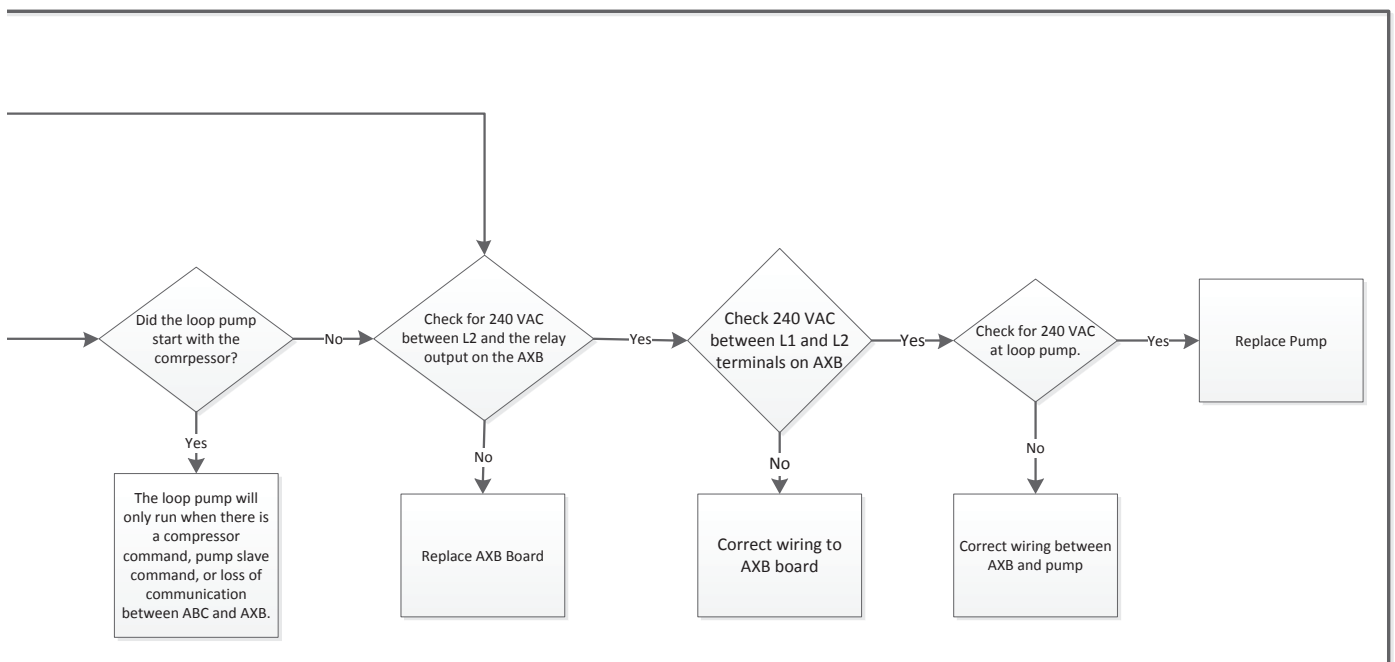 Did the loop pump
start with the
comrpessor?
No
Yes
The loop pump will
only run when there is
a compressor
command, pump slave
command, or loss of
communication
between ABC and AXB.
Check for 240 VAC
between L2 and the relay
output on the AXB
Yes
No
Replace AXB Board
Check 240 VAC
between L1 and L2
terminals on AXB
Yes
No
Correct wiring to
AXB board
Check for 240 VAC
at loop pump.
Yes
No
Correct wiring between
AXB and pump
Replace Pump